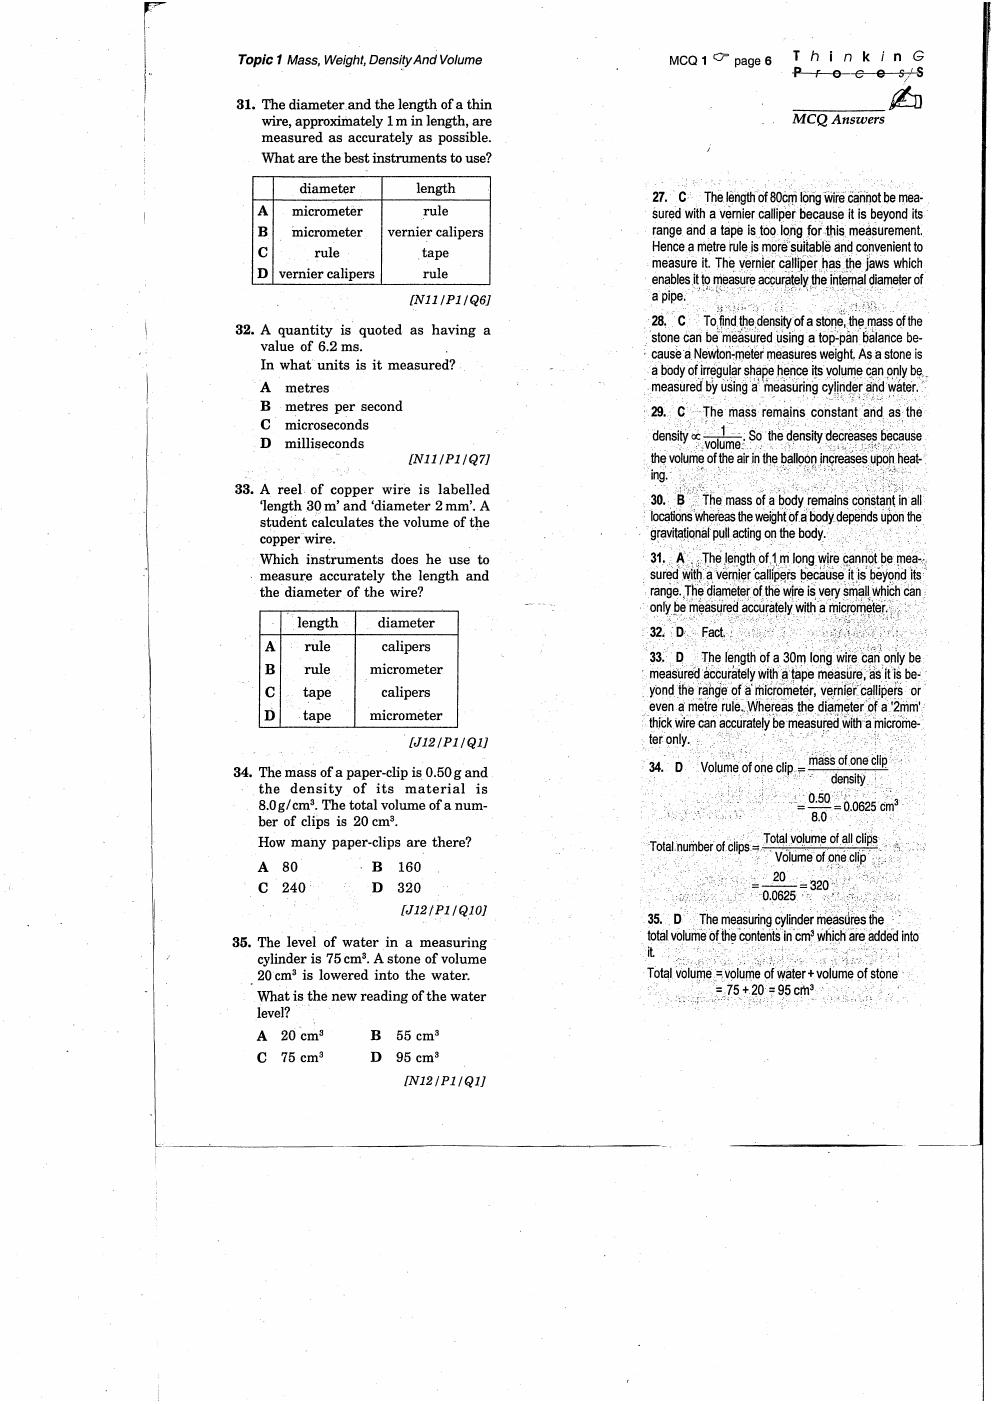 Topic 1 Mass, Weight, Density And Volume
MCQ 1 ☞ page 6
T h i n k i n G
P r o c e s s
MCQ Answers
31. The diameter and the length of a thin
wire, approximately 1 m in length, are
measured as accurately as possible.
What are the best instruments to use?
diameter length
A micrometer rule
B micrometer vernier calipers
C rule tape
D vernier calipers rule
[N11/P1/Q6]
32. A quantity is quoted as having a
value of 6.2 ms.
In what units is it measured?
A metres
B metres per second
C microseconds
D milliseconds
[N11/P1/Q7]
33. A reel of copper wire is labelled
‘length 30 m’ and ‘diameter 2 mm’. A
student calculates the volume of the
copper wire.
Which instruments does he use to
measure accurately the length and
the diameter of the wire?
length diameter
A rule calipers
B rule micrometer
C tape calipers
D tape micrometer
[J12/P1/Q1]
34. The mass of a paper-clip is 0.50 g and
the density of its material is
8.0 g/cm³. The total volume of a num-
ber of clips is 20 cm³.
How many paper-clips are there?
A 80 B 160
C 240 D 320
[J12/P1/Q10]
35. The level of water in a measuring
cylinder is 75 cm³. A stone of volume
20 cm³ is lowered into the water.
What is the new reading of the water
level?
A 20 cm³ B 55 cm³
C 75 cm³ D 95 cm³
[N12/P1/Q1]
27. C The length of 80cm long wire cannot be mea-
sured with a vernier calliper because it is beyond its
range and a tape is too long for this measurement.
Hence a metre rule is more suitable and convenient to
measure it. The vernier calliper has the jaws which
enables it to measure accurately the internal diameter of
a pipe.
28. C To find the density of a stone, the mass of the
stone can be measured using a top-pan balance be-
cause a Newton-meter measures weight. As a stone is
a body of irregular shape hence its volume can only be
measured by using a measuring cylinder and water.
29. C The mass remains constant and as the
density ∝ 1/volume. So the density decreases because
the volume of the air in the balloon increases upon heat-
ing.
30. B The mass of a body remains constant in all
locations whereas the weight of a body depends upon the
gravitational pull acting on the body.
31. A The length of 1 m long wire cannot be mea-
sured with a vernier callipers because it is beyond its
range. The diameter of the wire is very small which can
only be measured accurately with a micrometer.
32. D Fact.
33. D The length of a 30m long wire can only be
measured accurately with a tape measure, as it is be-
yond the range of a micrometer, vernier callipers or
even a metre rule. Whereas the diameter of a '2mm'
thick wire can accurately be measured with a microme-
ter only.
34. D Volume of one clip = mass of one clip / density
= 0.50 / 8.0 = 0.0625 cm³
Total number of clips = Total volume of all clips / Volume of one clip
= 20 / 0.0625 = 320
35. D The measuring cylinder measures the
total volume of the contents in cm³ which are added into
it.
Total volume = volume of water + volume of stone
= 75 + 20 = 95 cm³